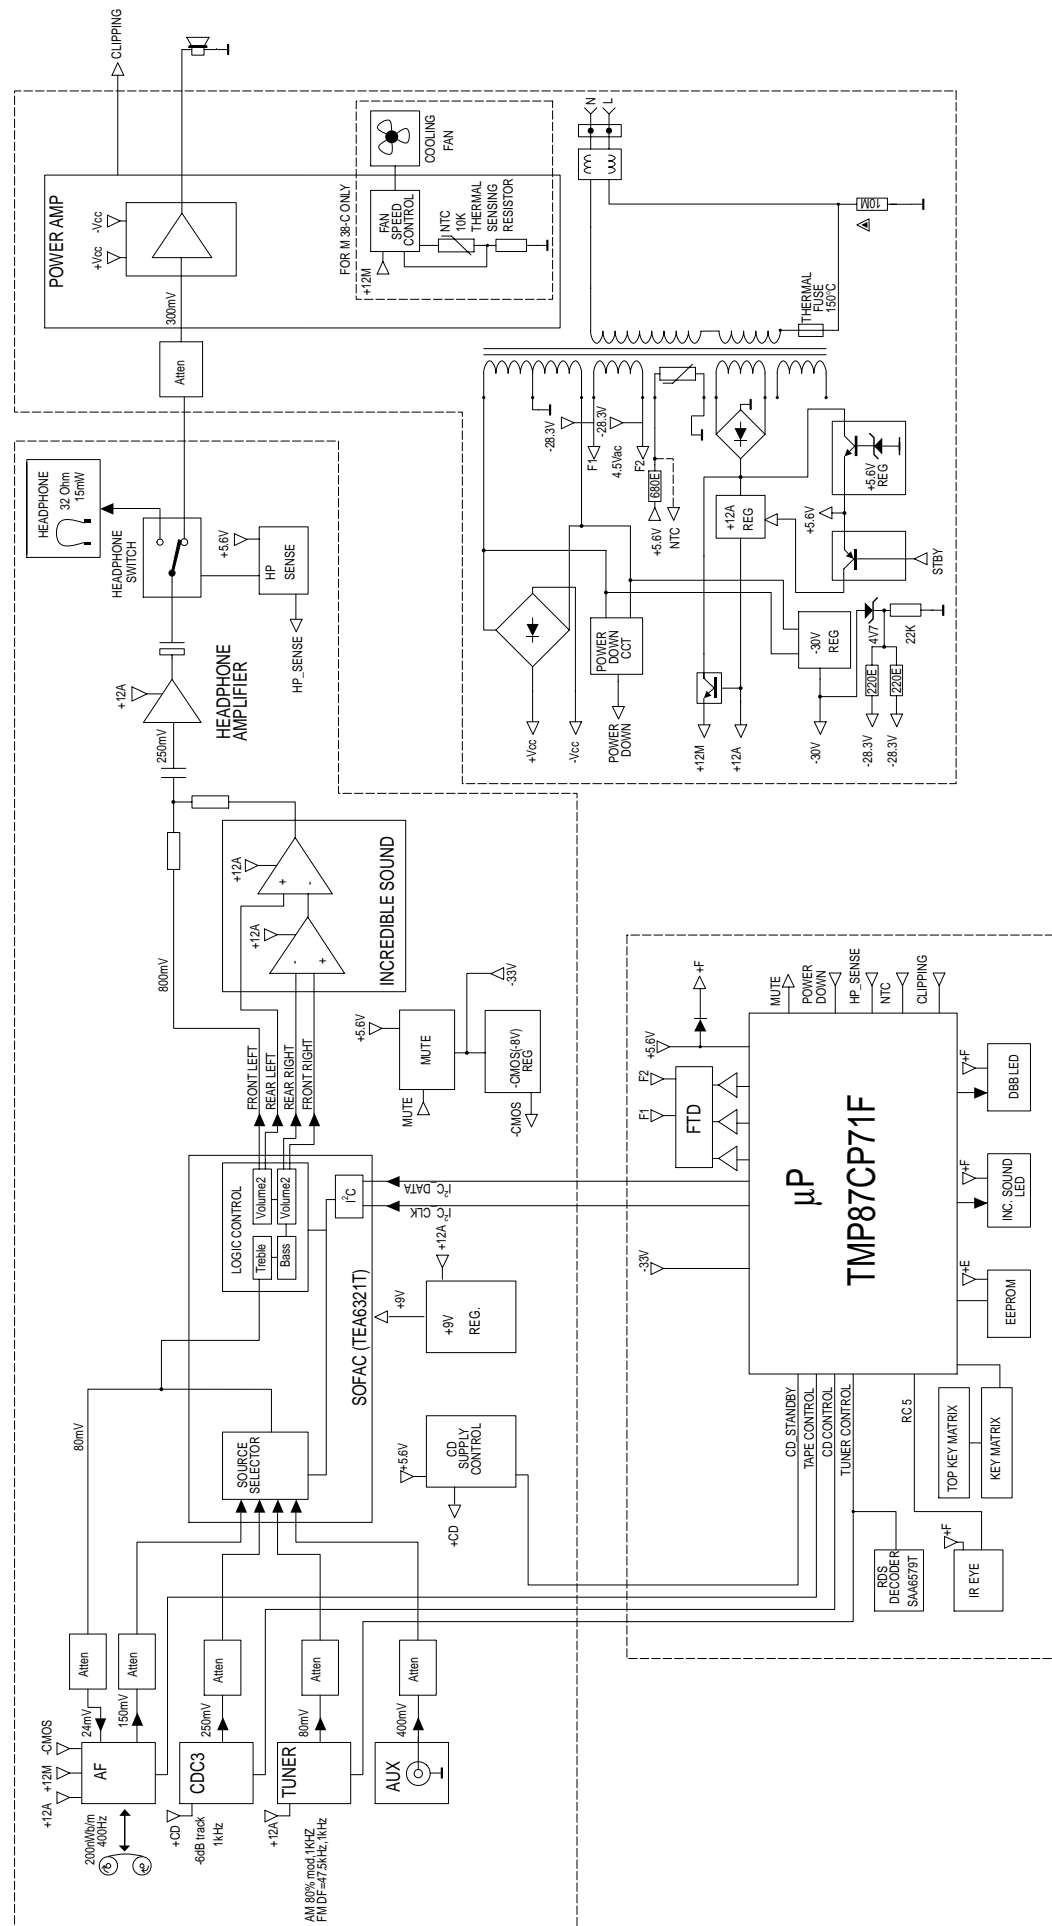 CLIPPING
POWER AMP
+Vcc
-Vcc
300mV
Atten
FOR M 38-C ONLY
+12M
FAN
SPEED
CONTROL
COOLING
FAN
NTC
10K
THERMAL
SENSING
RESISTOR
N
L
10M
THERMAL
FUSE
150°C
HEADPHONE
32 Ohm
15mW
HEADPHONE
SWITCH
+5.6V
HP
SENSE
HP_SENSE
+12A
250mV
HEADPHONE
AMPLIFIER
-28.3V
F1
4.5Vac
-28.3V
F2
680E
+5.6V
NTC
+12A
REG
+5.6V
+5.6V
REG
STBY
+Vcc
-Vcc
POWER
DOWN
CCT
POWER
DOWN
+12M
+12A
-30V
REG
-30V
4V7
22K
220E
220E
-28.3V
-28.3V
800mV
+12A
+12A
+
-
-
+
INCREDIBLE SOUND
FRONT LEFT
REAR LEFT
REAR RIGHT
FRONT RIGHT
+5.6V
MUTE
MUTE
-33V
-CMOS(-8V)
REG
-CMOS
LOGIC CONTROL
Treble
Volume2
Bass
Volume2
I²C
I²C_DATA
I²C_CLK
SOFAC (TEA6321T)
+9V
+12A
+9V
REG.
SOURCE
SELECTOR
80mV
+5.6V
CD
SUPPLY
CONTROL
+CD
Atten
24mV
Atten
150mV
-CMOS
+12M
+12A
AF
200nWb/m
400Hz
Atten
250mV
CDC3
+CD
-6dB track
1kHz
Atten
80mV
TUNER
+12A
AM 80% mod,1KHZ
FM DF=47.5kHz,1kHz
Atten
400mV
AUX
+F
+5.6V
F2
F1
FTD
-33V
MUTE
POWER
DOWN
HP_SENSE
NTC
CLIPPING
µP
TMP87CP71F
CD_STANDBY
TAPE CONTROL
CD CONTROL
TUNER CONTROL
RC 5
+F
DBB LED
+F
INC. SOUND
LED
+E
EEPROM
TOP KEY MATRIX
KEY MATRIX
RDS
DECODER
SAA6579T
+F
IR EYE